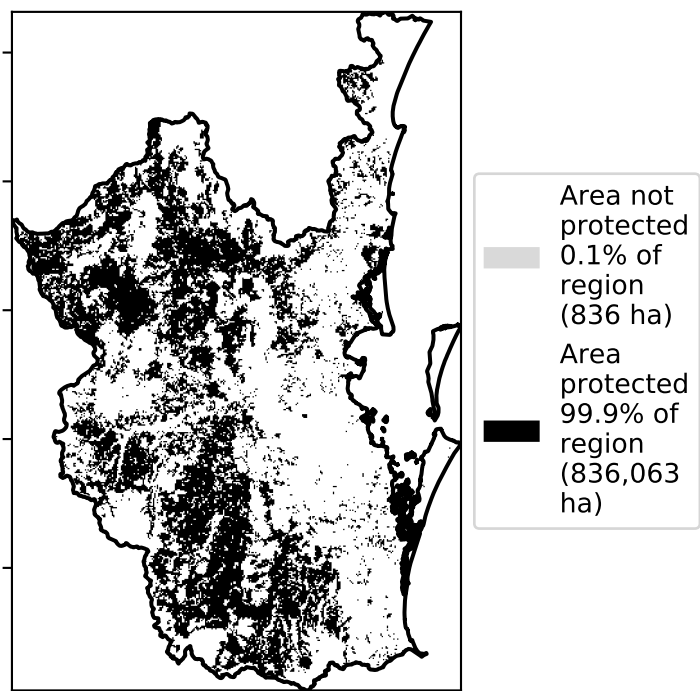 Area not
protected
0.1% of
region
(836 ha)
Area
protected
99.9% of
region
(836,063
ha)